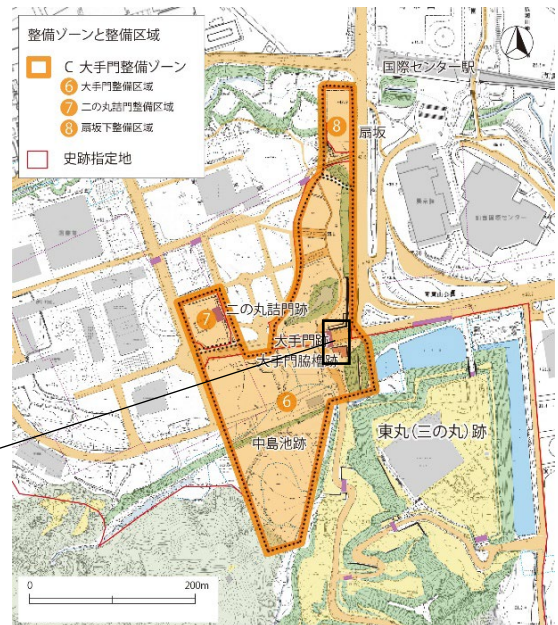 整備ゾーンと整備区域
C 大手門整備ゾーン
6 大手門整備区域
7 二の丸詰門整備区域
8 扇坂下整備区域
史跡指定地
国際センター駅
8
扇坂
7
二の丸詰門跡
大手門跡
大手門脇櫓跡
6
中島池跡
東丸（三の丸）跡
0
200m